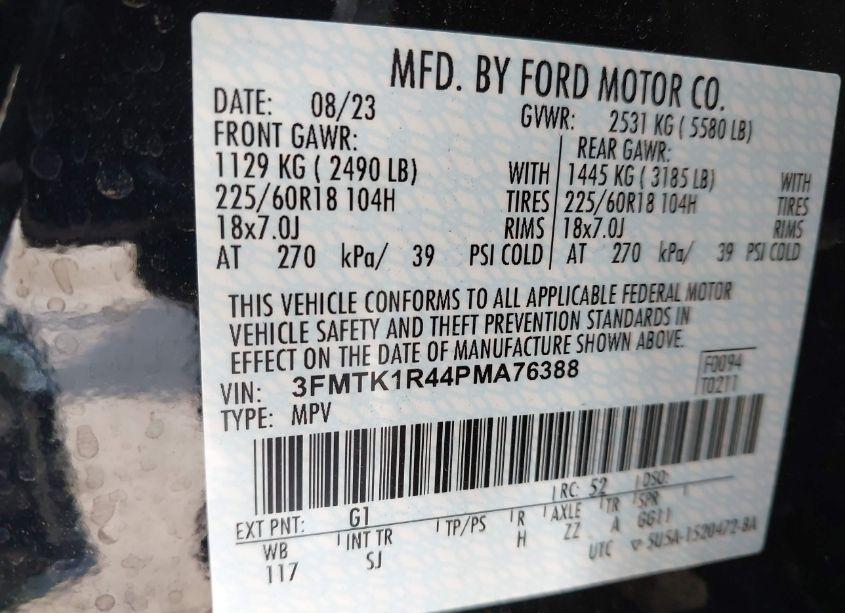 MFD. BY FORD MOTOR CO.
DATE: 08/23 GVWR: 2531 KG ( 5580 LB)
FRONT GAWR: REAR GAWR:
1129 KG ( 2490 LB) WITH 1445 KG ( 3185 LB) WITH
225/60R18 104H TIRES 225/60R18 104H TIRES
18x7.0J RIMS 18x7.0J RIMS
AT 270 kPa/ 39 PSI COLD AT 270 kPa/ 39 PSI COLD
THIS VEHICLE CONFORMS TO ALL APPLICABLE FEDERAL MOTOR
VEHICLE SAFETY AND THEFT PREVENTION STANDARDS IN
EFFECT ON THE DATE OF MANUFACTURE SHOWN ABOVE.
VIN: 3FMTK1R44PMA76388 F0094
TYPE: MPV T0211
EXT PNT: G1 RC: 52 DSO:
WB INT TR TP/PS R AXLE TR SPR
117 SJ H ZZ A GG11
UTC ▽ 5U5A-1520472-BA